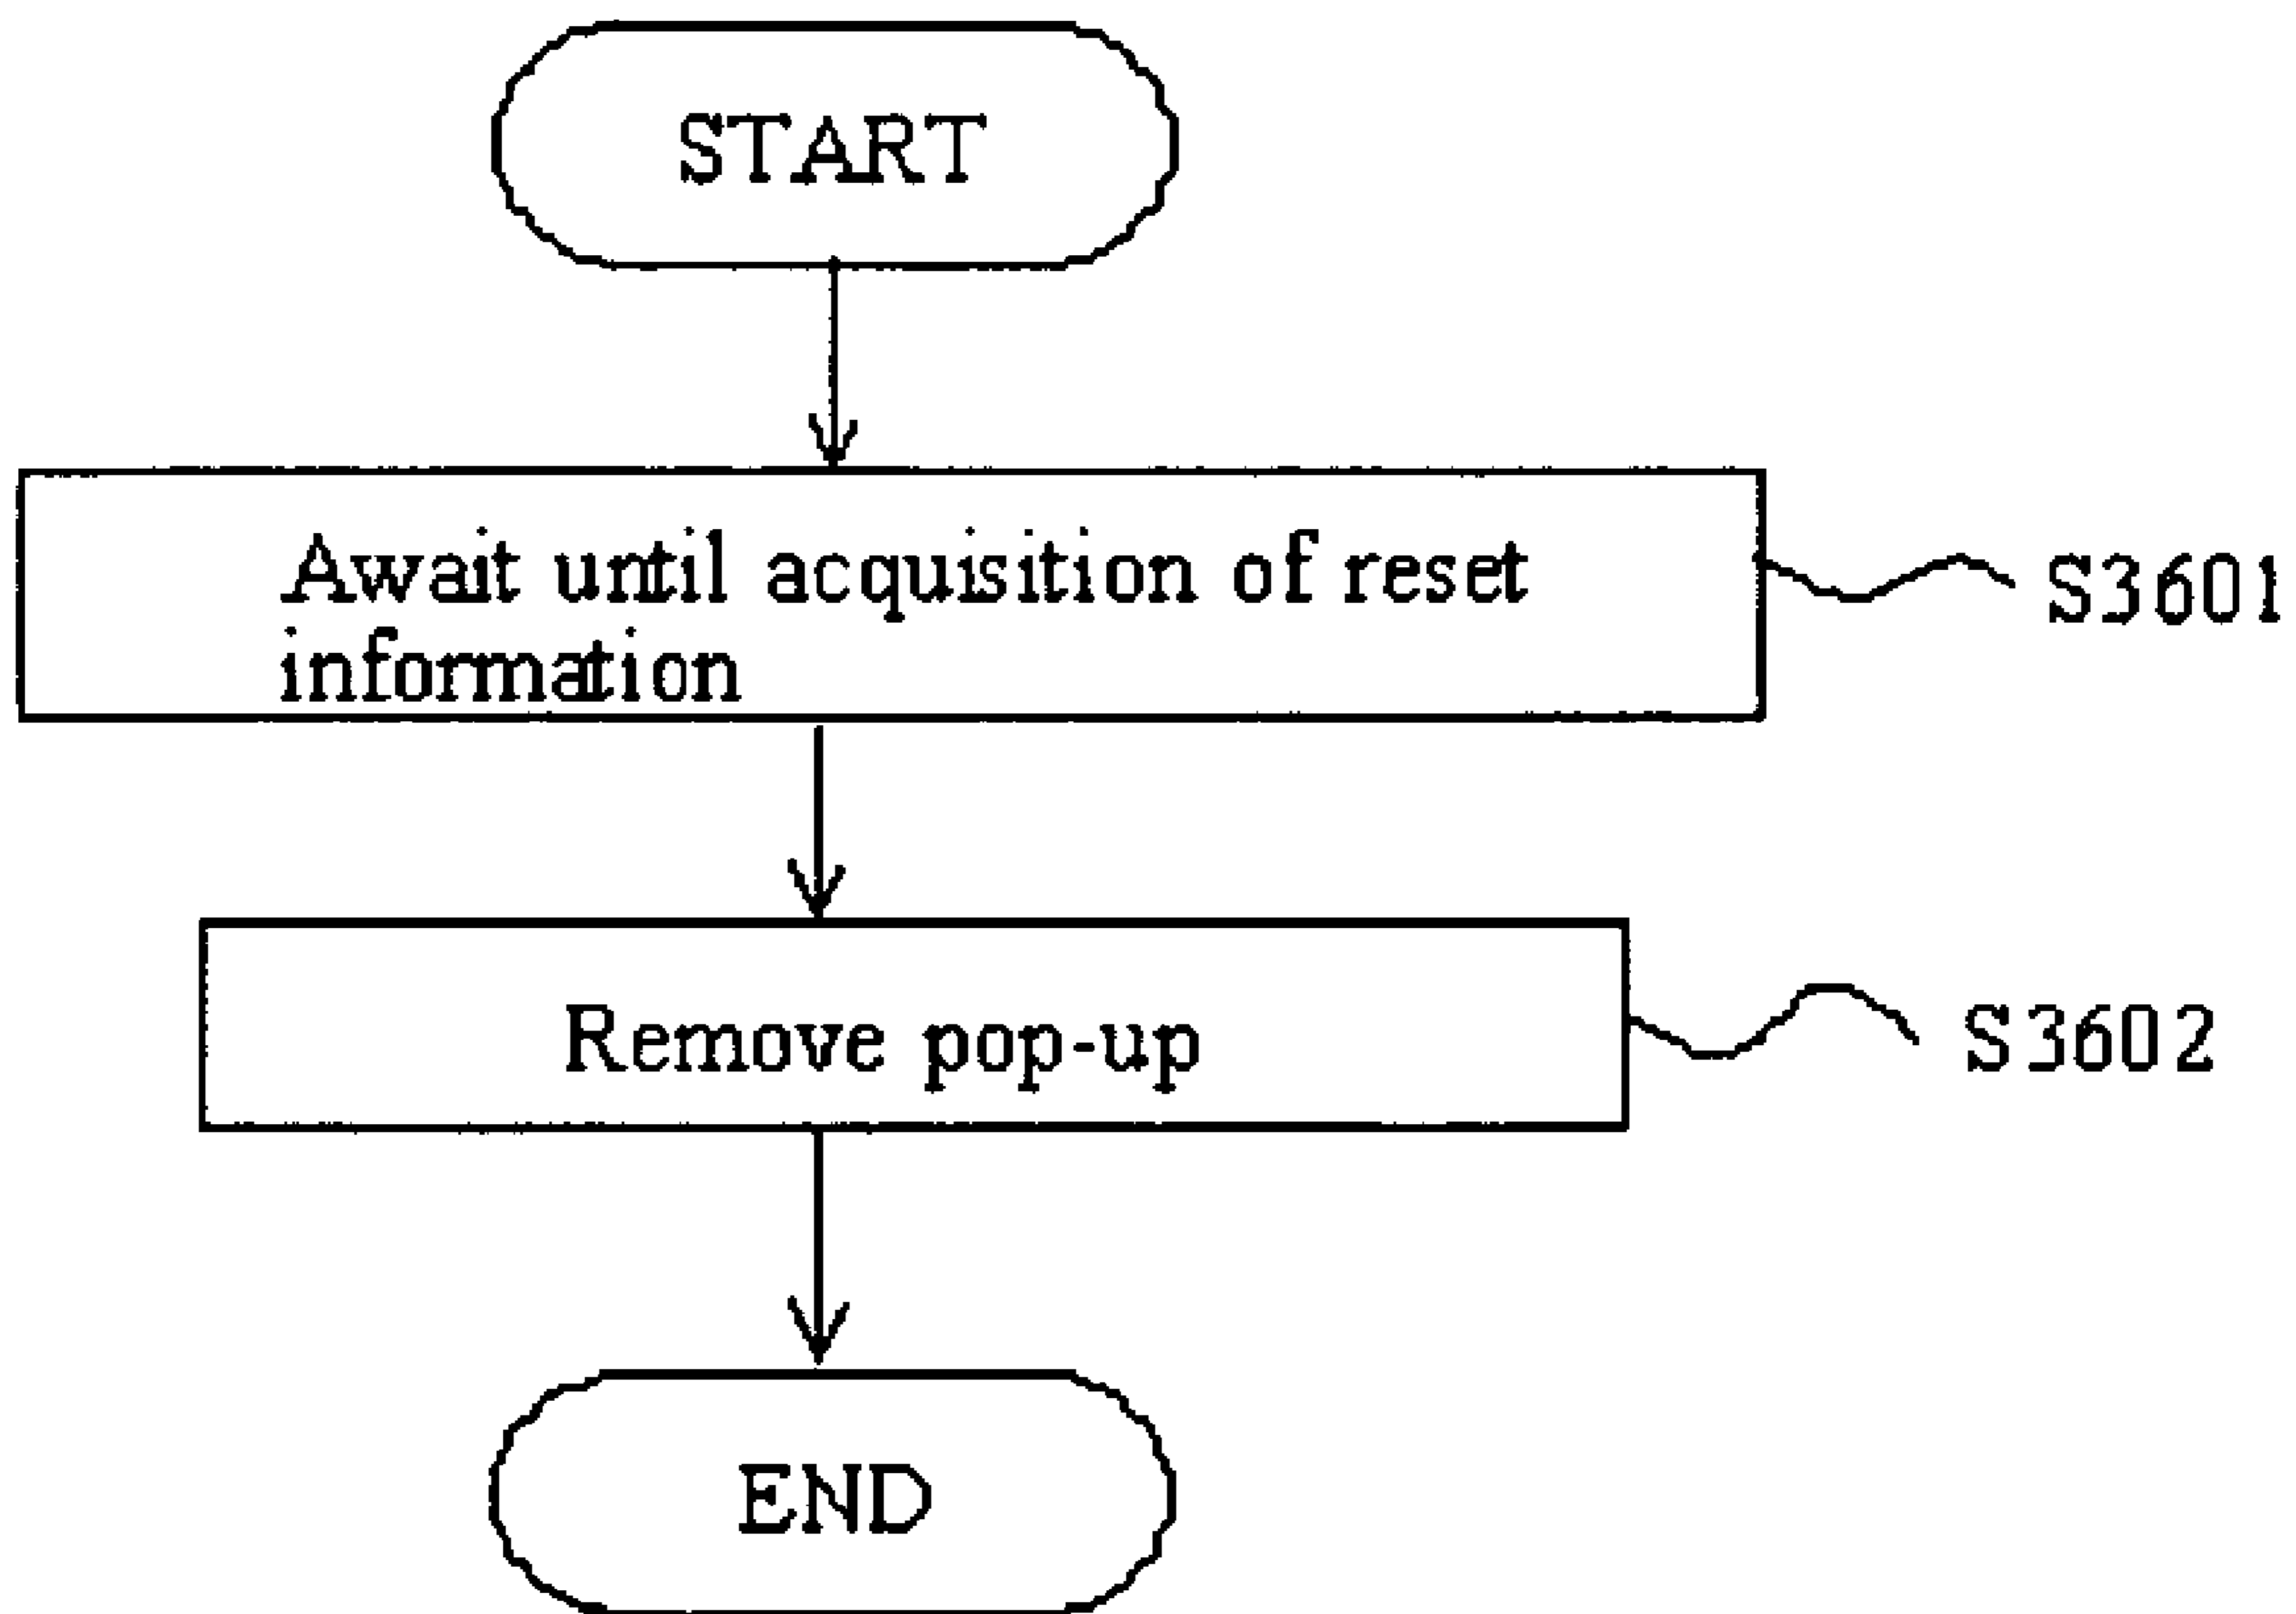 START
Await until acquisition of reset
information
S3601
Remove pop-up
S3602
END